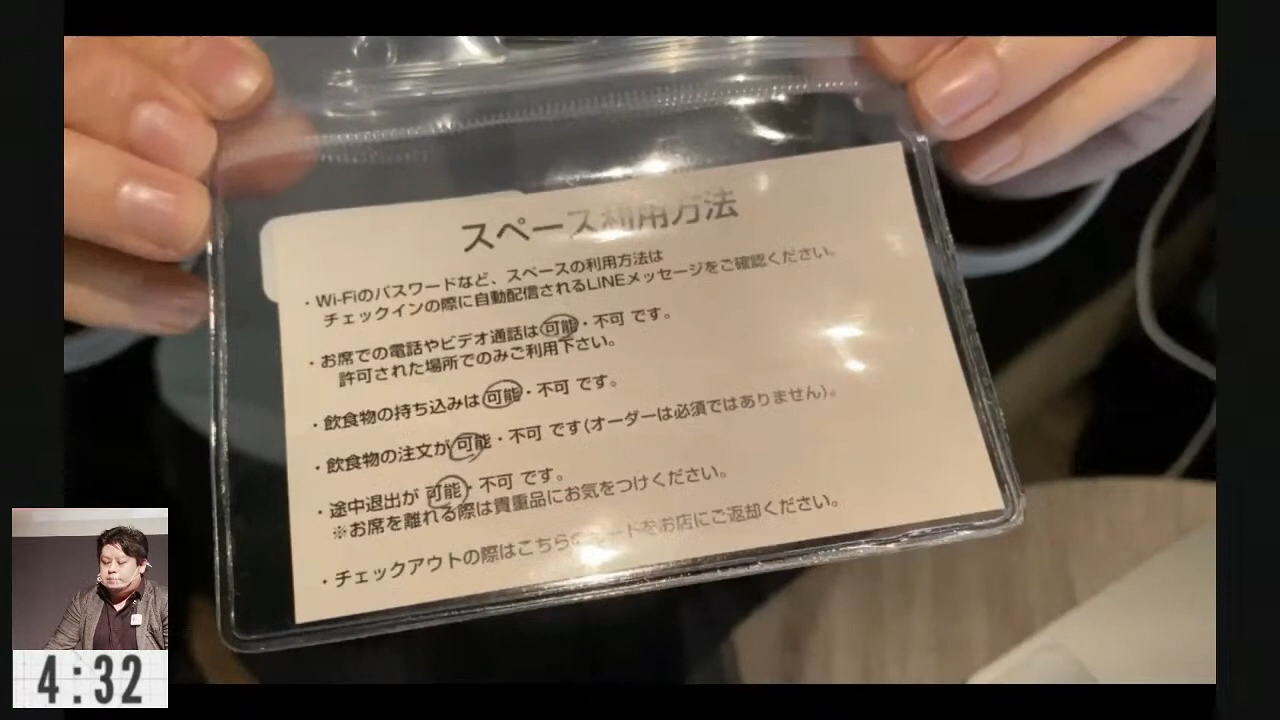 スペース利用方法
・Wi-Fiのパスワードなど、スペースの利用方法は
チェックインの際に自動配信されるLINEメッセージをご確認ください。
・お席での電話やビデオ通話は可能・不可 です。
許可された場所でのみご利用下さい。
・飲食物の持ち込みは可能・不可 です。
・飲食物の注文が可能・不可 です(オーダーは必須ではありません)。
・途中退出が 可能・不可 です。
※お席を離れる際は貴重品にお気をつけください。
・チェックアウトの際はこちらのカードをお店にご返却ください。
4:32